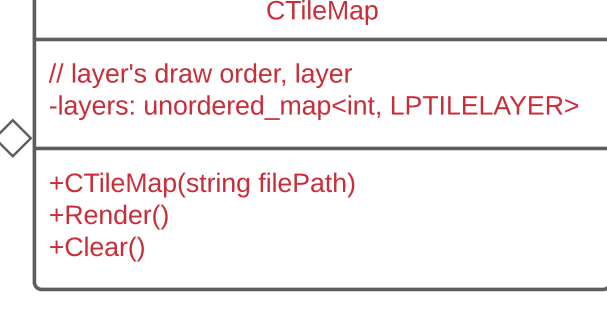 CTileMap
// layer's draw order, layer
-layers: unordered_map<int, LPTILELAYER>
+CTileMap(string filePath)
+Render()
+Clear()